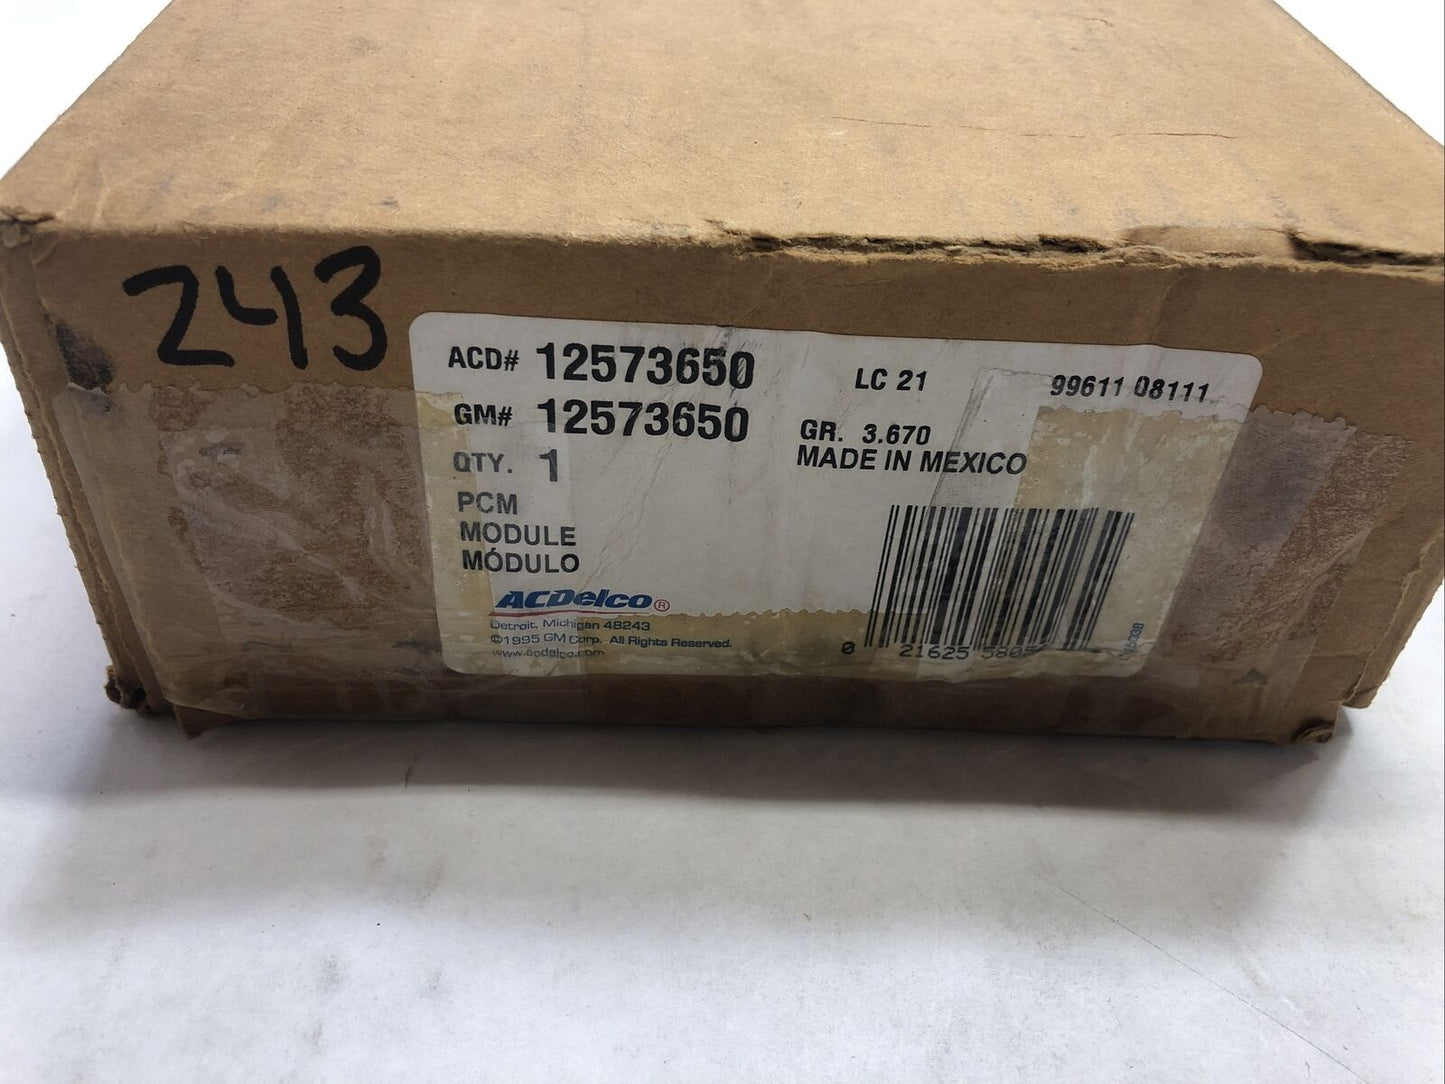 243
ACD# 12573650
LC 21
99611 08111
GM# 12573650
GR. 3.670
QTY. 1
MADE IN MEXICO
PCM
MODULE
MÓDULO
ACDelco®
Detroit, Michigan 48243
©1995 GM Corp. All Rights Reserved.
www.acdelco.com
0 21625